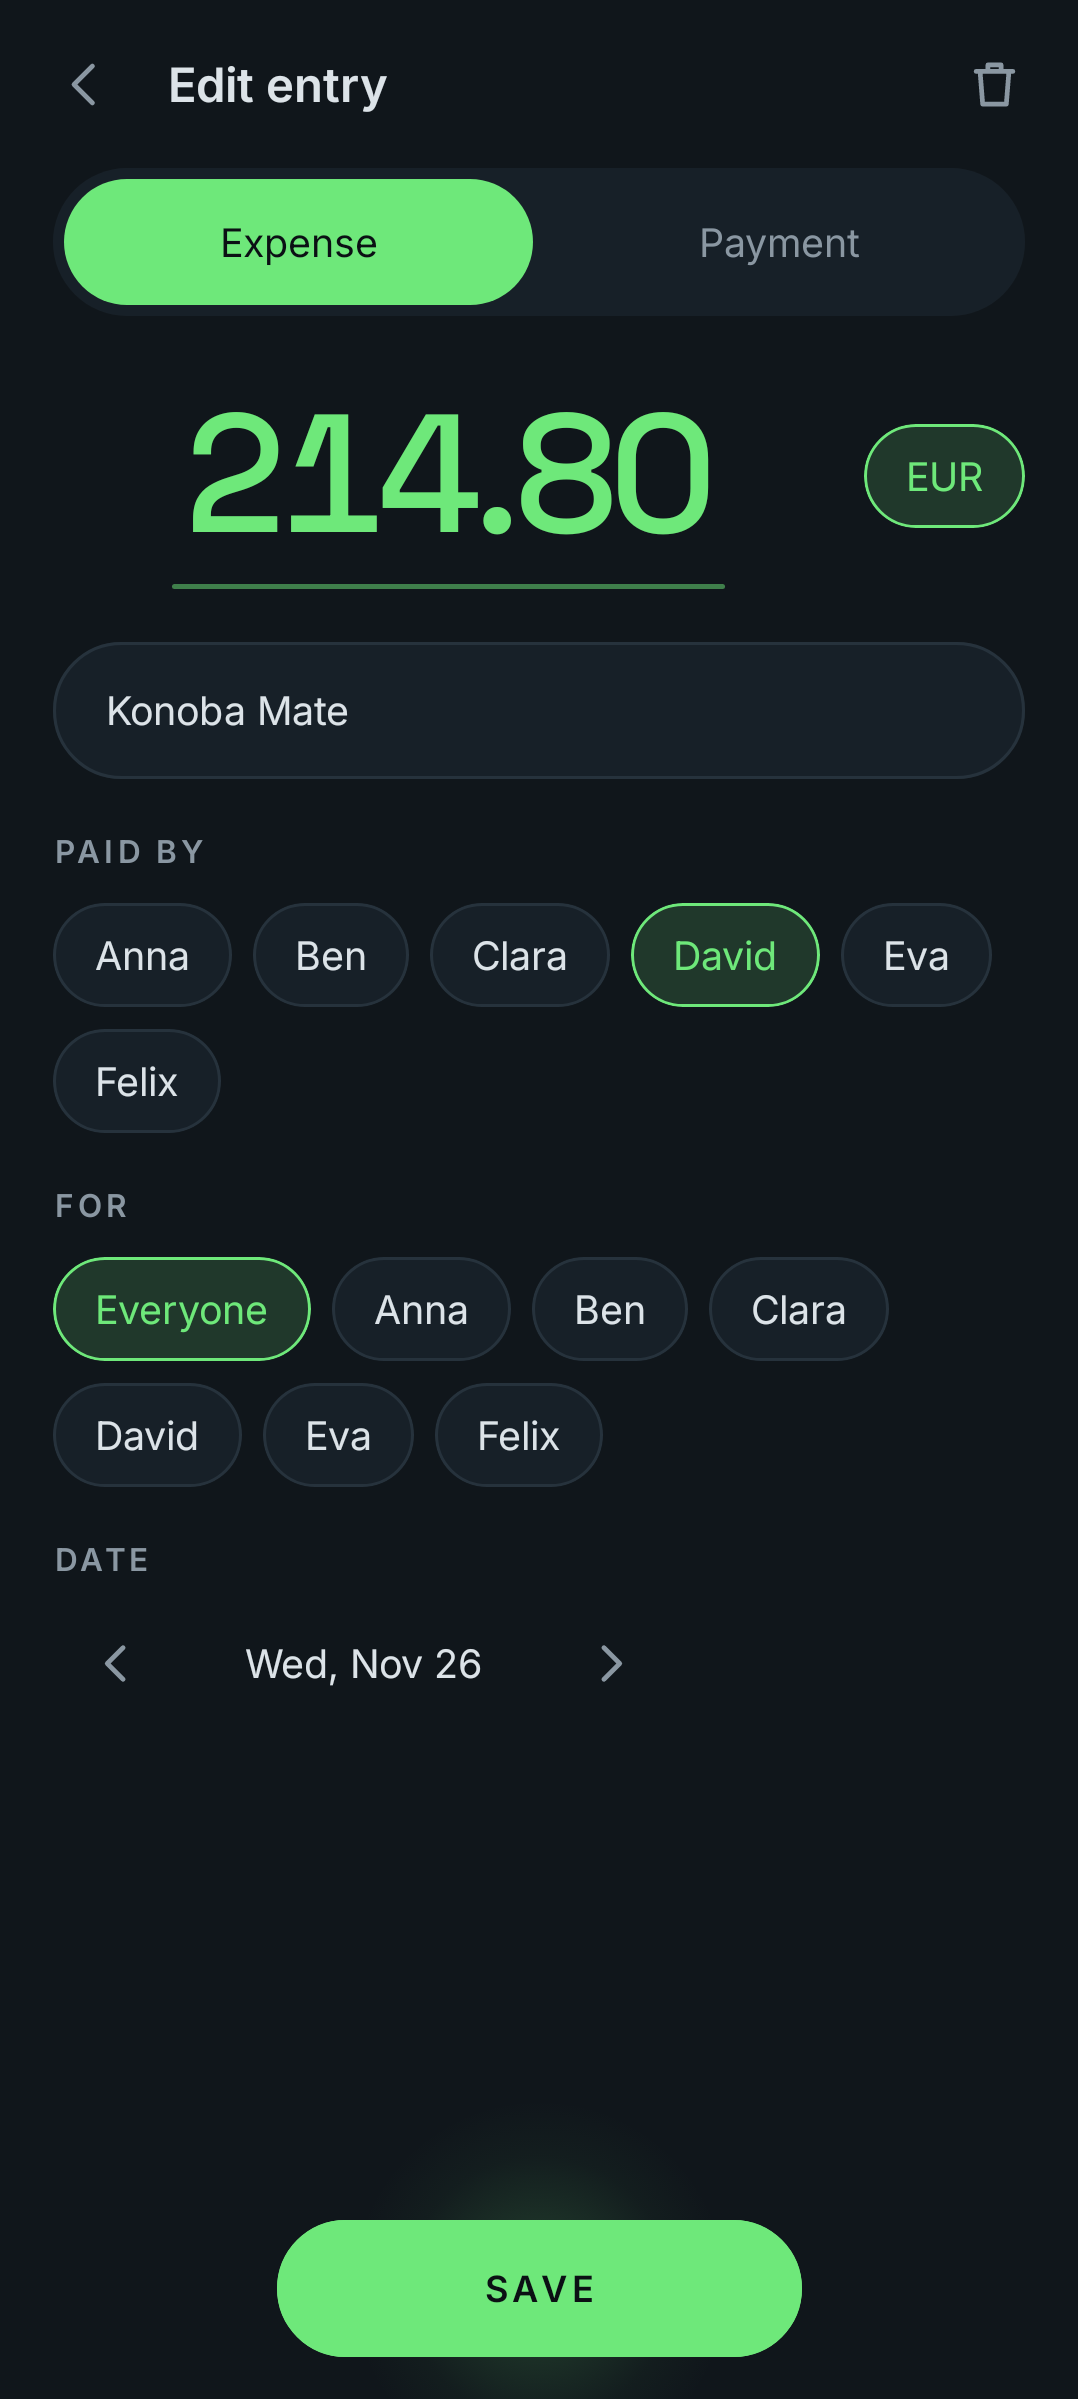 Edit entry
Expense Payment
214.80 EUR
Konoba Mate
PAID BY
Anna Ben Clara David Eva
Felix
FOR
Everyone Anna Ben Clara
David Eva Felix
DATE
Wed, Nov 26
SAVE